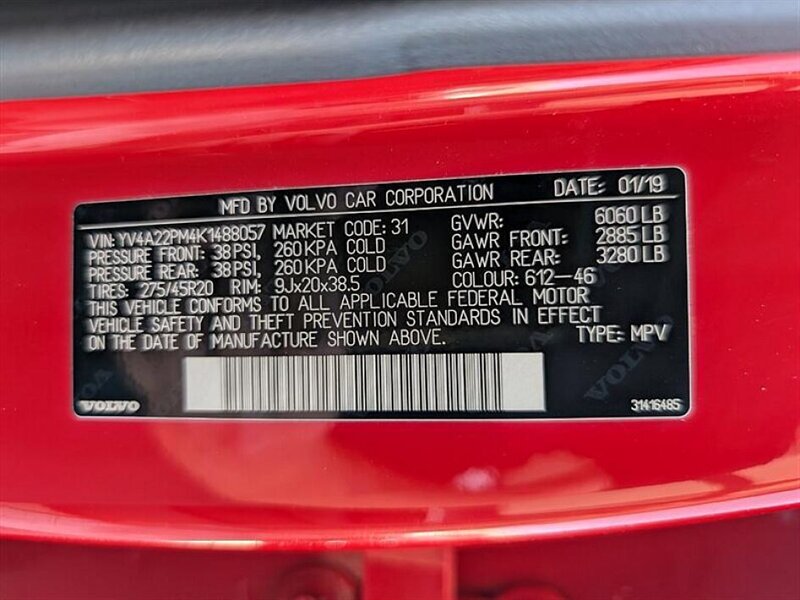 MFD BY VOLVO CAR CORPORATION DATE: 01/19
VIN: YV4A22PM4K1488057 MARKET CODE: 31 GVWR: 6060 LB
PRESSURE FRONT: 38 PSI, 260 KPA COLD GAWR FRONT: 2885 LB
PRESSURE REAR: 38 PSI, 260 KPA COLD GAWR REAR: 3280 LB
TIRES: 275/45R20 RIM: 9Jx20x38.5 COLOUR: 612-46
THIS VEHICLE CONFORMS TO ALL APPLICABLE FEDERAL MOTOR
VEHICLE SAFETY AND THEFT PREVENTION STANDARDS IN EFFECT
ON THE DATE OF MANUFACTURE SHOWN ABOVE. TYPE: MPV
VOLVO 31416485